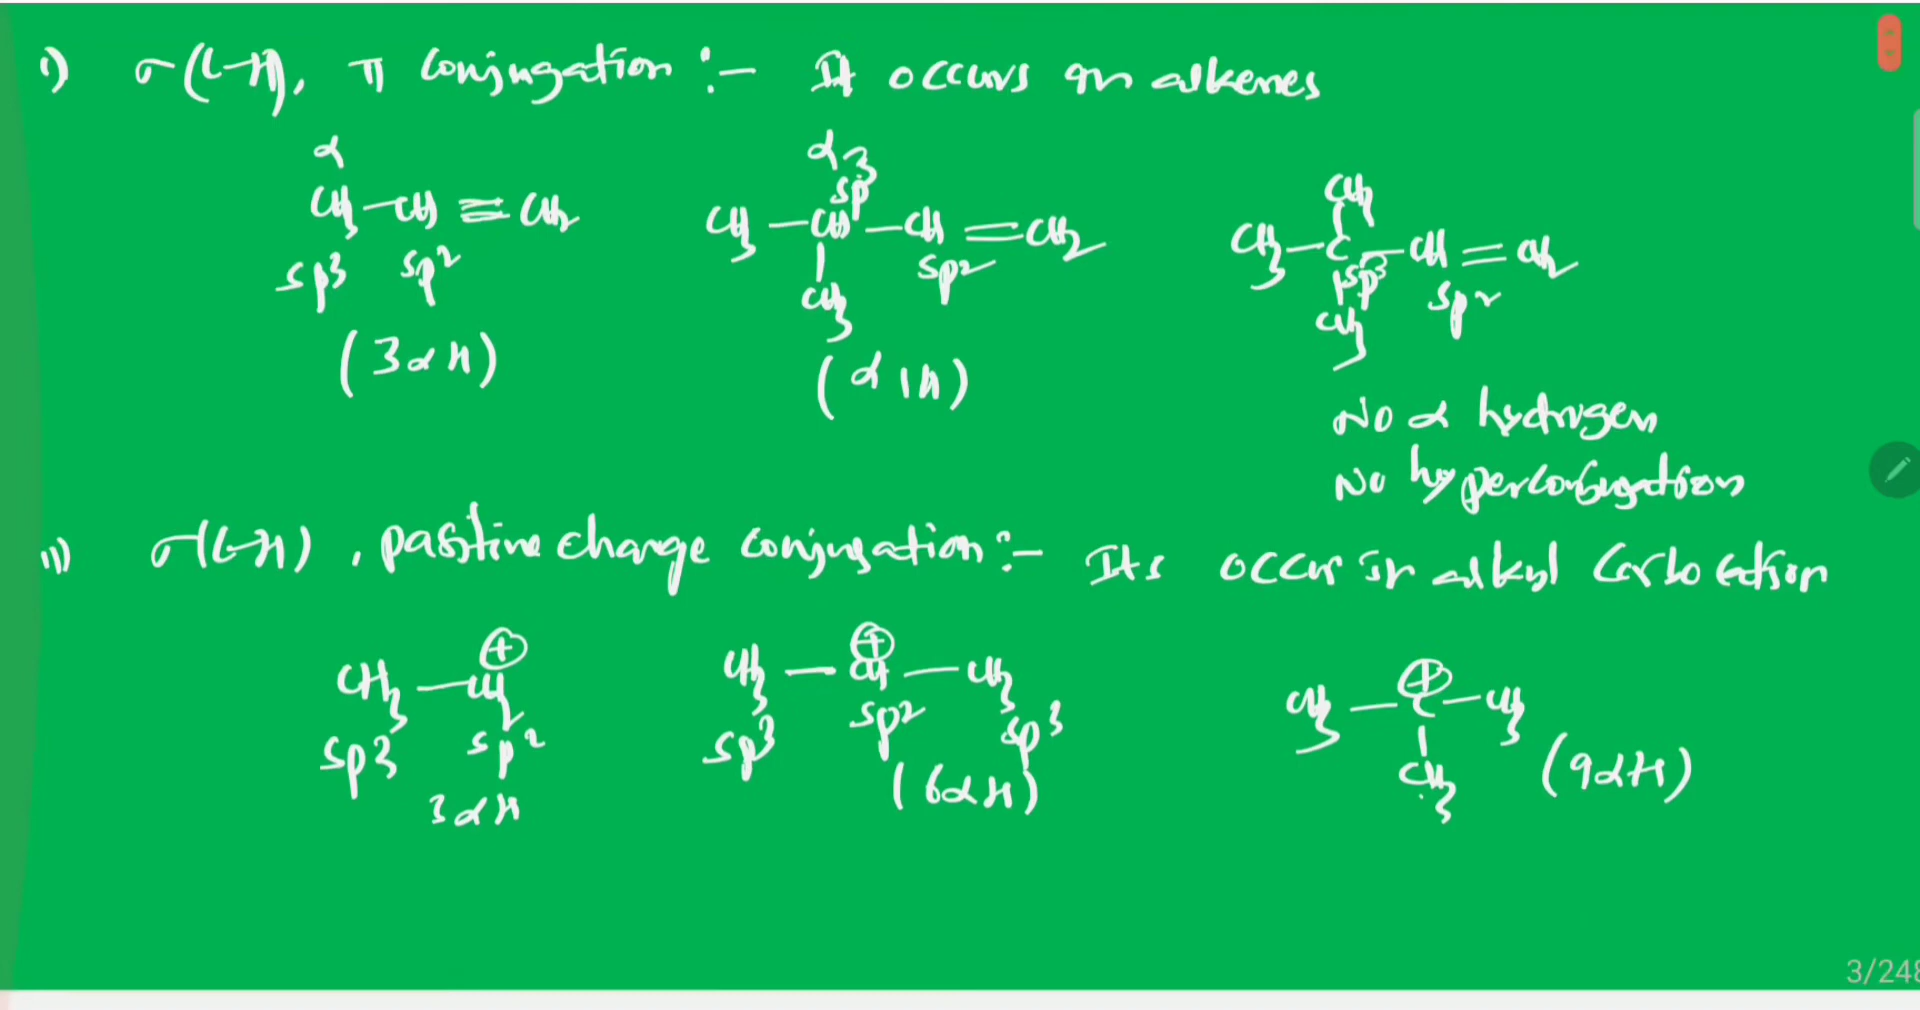 i) σ(C-H), π conjugation :- It occurs in alkenes
α
CH3-CH=CH2
sp3 sp2
(3αH)
α
sp3
CH3-CH-CH=CH2
CH3
sp2
(α1H)
CH3
CH3-C-CH=CH2
sp3
sp2
CH3
No α hydrogen
No hyperconjugation
ii) σ(C-H), positive charge conjugation :- Its occur in alkyl Carbocation
⊕
CH3-CH2
sp3 sp2
3αH
⊕
CH3-CH-CH3
sp3 sp2 sp3
(6αH)
⊕
CH3-C-CH3
CH3
(9αH)
3/248